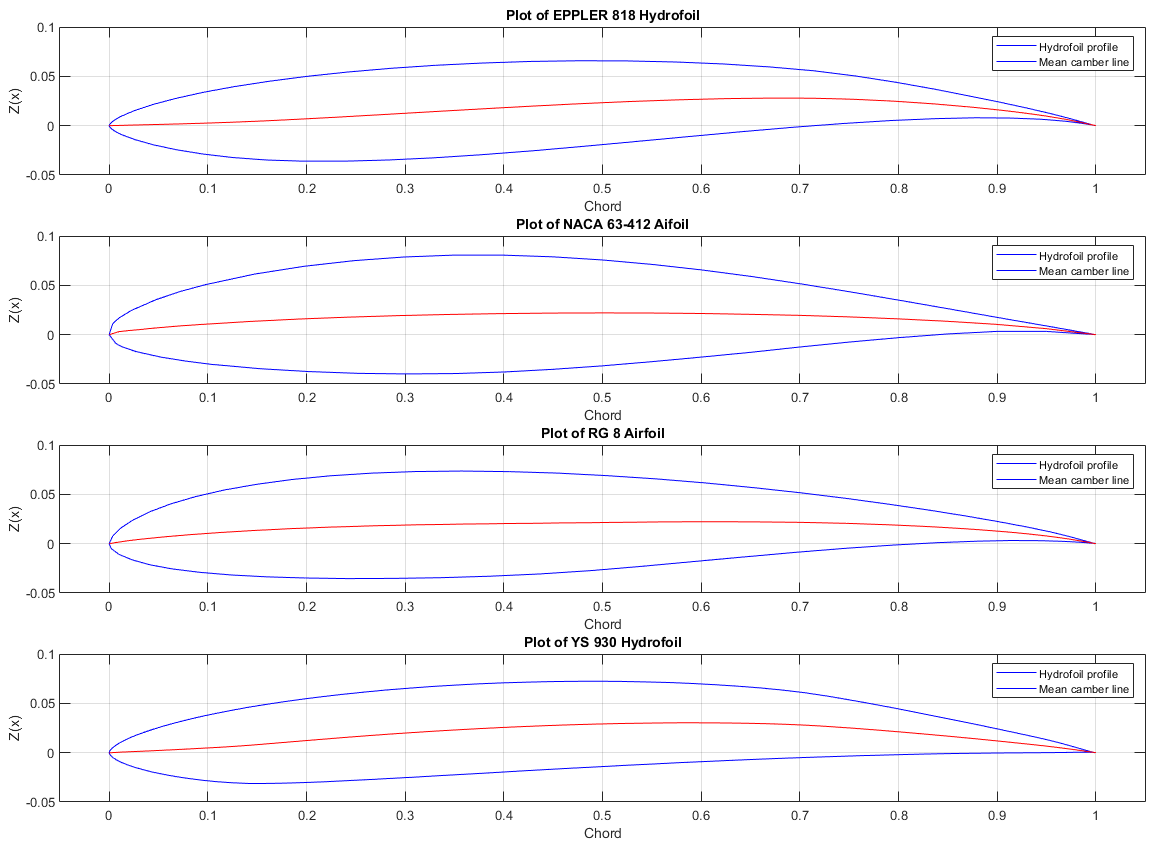 Plot of EPPLER 818 Hydrofoil
0.1
0.05
0
-0.05
Z(x)
Hydrofoil profile
Mean camber line
0 0.1 0.2 0.3 0.4 0.5 0.6 0.7 0.8 0.9 1
Chord
Plot of NACA 63-412 Aifoil
0.1
0.05
0
-0.05
Z(x)
Hydrofoil profile
Mean camber line
0 0.1 0.2 0.3 0.4 0.5 0.6 0.7 0.8 0.9 1
Chord
Plot of RG 8 Airfoil
0.1
0.05
0
-0.05
Z(x)
Hydrofoil profile
Mean camber line
0 0.1 0.2 0.3 0.4 0.5 0.6 0.7 0.8 0.9 1
Chord
Plot of YS 930 Hydrofoil
0.1
0.05
0
-0.05
Z(x)
Hydrofoil profile
Mean camber line
0 0.1 0.2 0.3 0.4 0.5 0.6 0.7 0.8 0.9 1
Chord